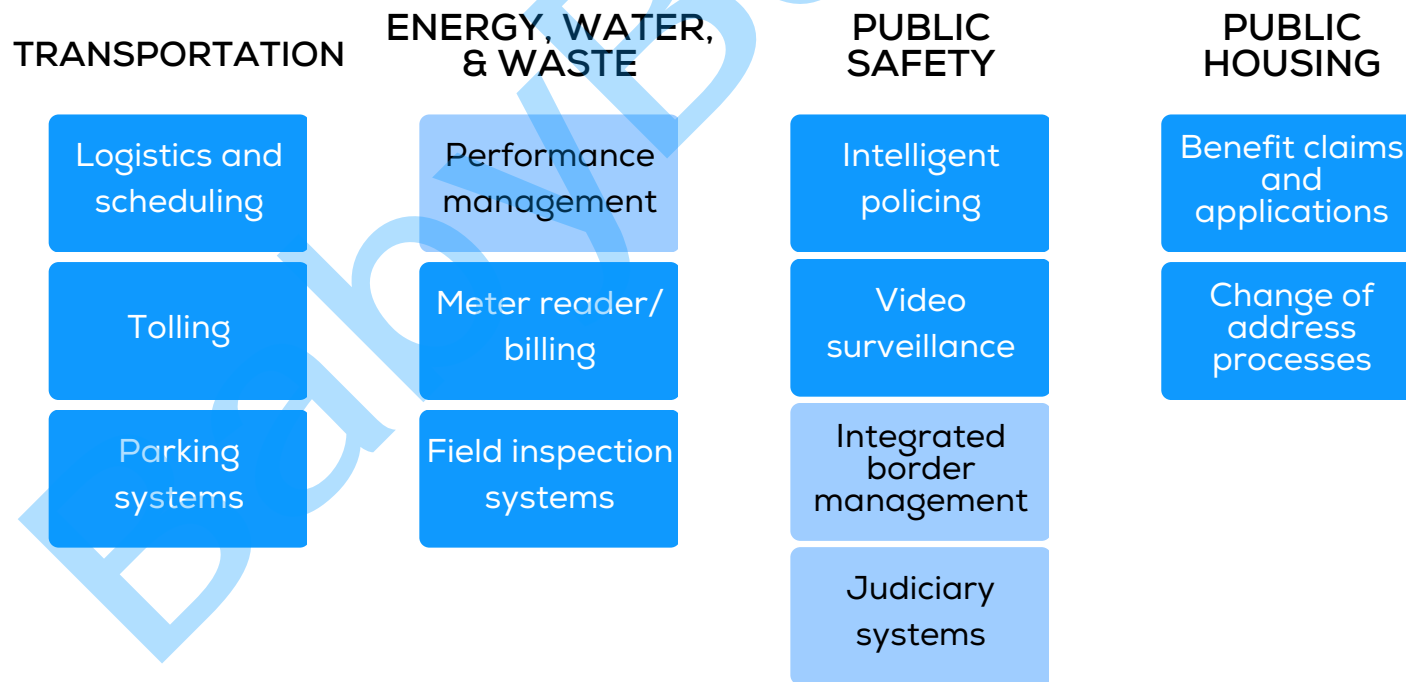 TRANSPORTATION
Logistics and
scheduling
Tolling
Parking
systems
ENERGY, WATER,
& WASTE
Performance
management
Meter reader/
billing
Field inspection
systems
PUBLIC
SAFETY
Intelligent
policing
Video
surveillance
Integrated
border
management
Judiciary
systems
PUBLIC
HOUSING
Benefit claims
and
applications
Change of
address
processes